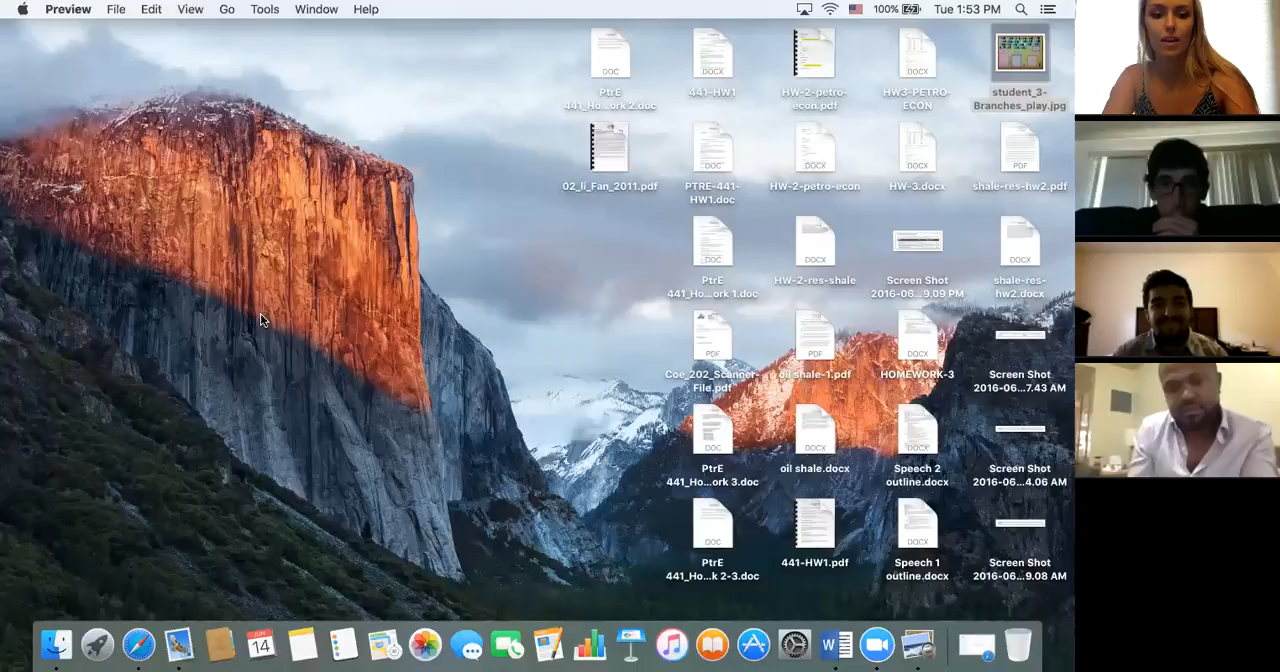 Preview File Edit View Go Tools Window Help 100% Tue 1:53 PM
PtrE
441_Ho...ork 2.doc
441-HW1
HW-2-petro-
econ.pdf
HW3-PETRO-
ECON
student_3-
Branches_play.jpg
02_li_Fan_2011.pdf
PTRE-441-
HW1.doc
HW-2-petro-econ
HW-3.docx
shale-res-hw2.pdf
PtrE
441_Ho...ork 1.doc
HW-2-res-shale
Screen Shot
2016-06...9.09 PM
shale-res-
hw2.docx
Coe_202_Scanner-
File.pdf
oil shale-1.pdf
HOMEWORK-3
Screen Shot
2016-06...7.43 AM
PtrE
441_Ho...ork 3.doc
oil shale.docx
Speech 2
outline.docx
Screen Shot
2016-06...4.06 AM
PtrE
441_Ho...k 2-3.doc
441-HW1.pdf
Speech 1
outline.docx
Screen Shot
2016-06...9.08 AM
DOC
DOCX
DOCX
DOC
DOCX
DOCX
PDF
DOC
DOCX
DOCX
PDF
PDF
DOCX
DOC
DOCX
DOCX
DOC
DOCX
JUN
14